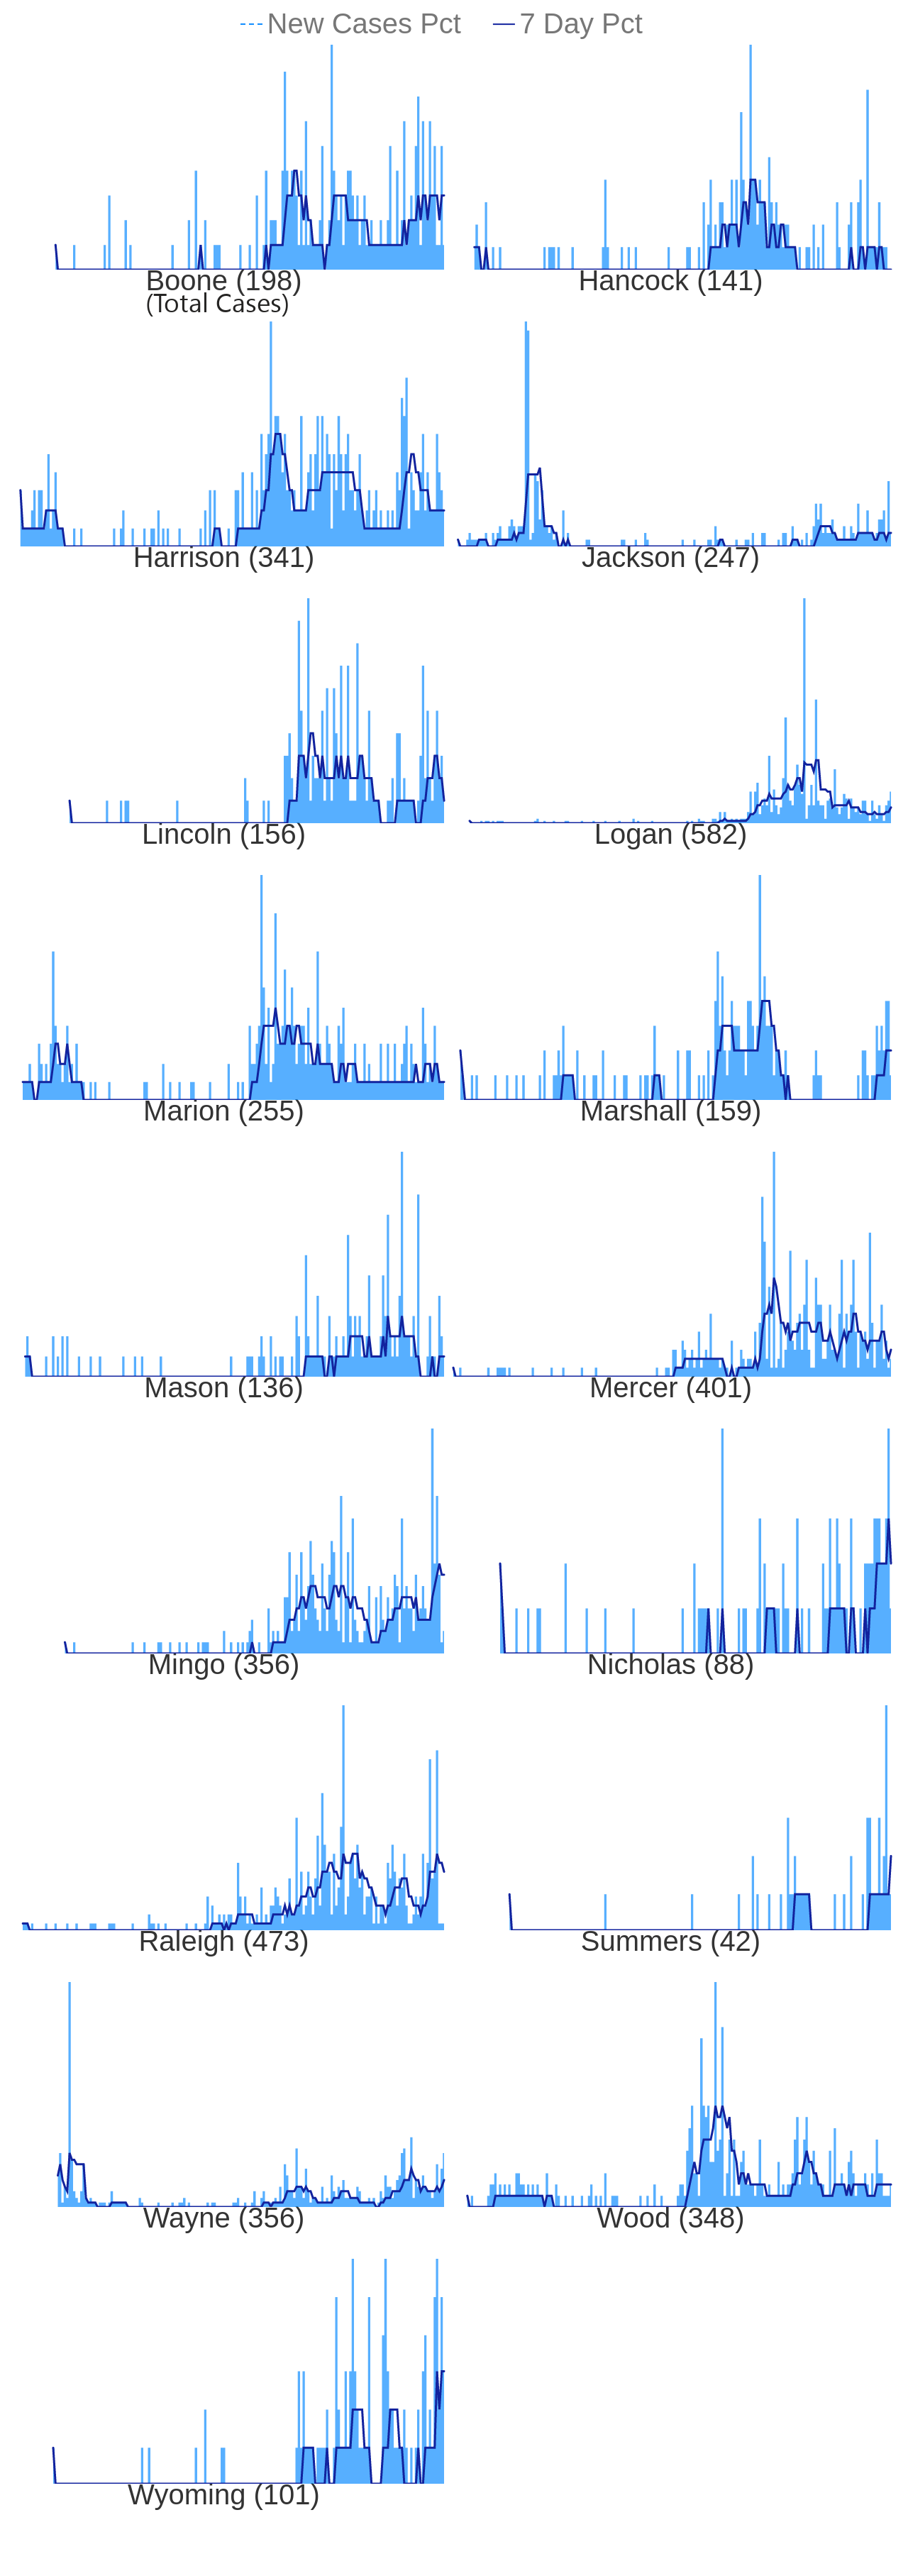 New Cases Pct 7 Day Pct
Boone (198) Hancock (141)
(Total Cases)
Harrison (341) Jackson (247)
Lincoln (156) Logan (582)
Marion (255) Marshall (159)
Mason (136) Mercer (401)
Mingo (356) Nicholas (88)
Raleigh (473) Summers (42)
Wayne (356) Wood (348)
Wyoming (101)